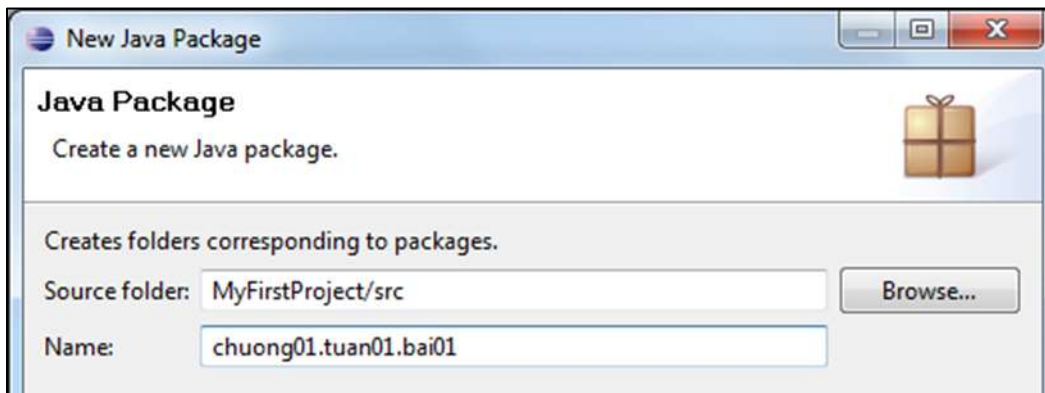 New Java Package
Java Package
Create a new Java package.
Creates folders corresponding to packages.
Source folder: MyFirstProject/src Browse...
Name: chuong01.tuan01.bai01